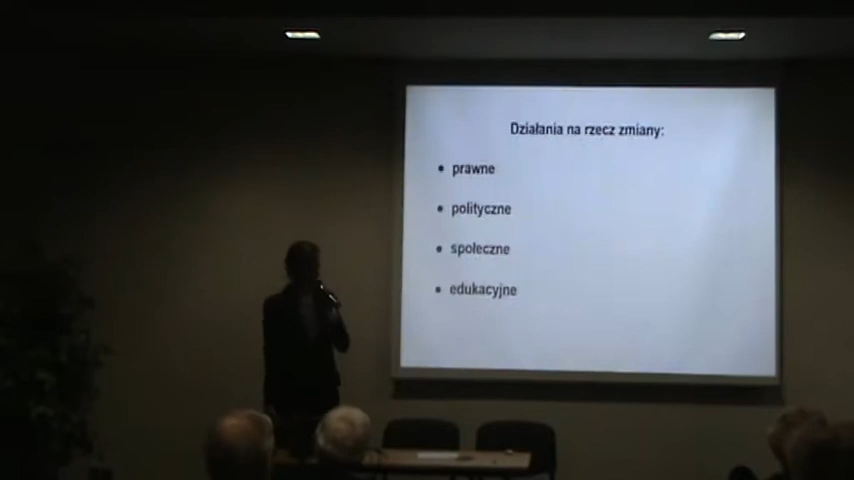 Działania na rzecz zmiany:
• prawne
• polityczne
• społeczne
• edukacyjne